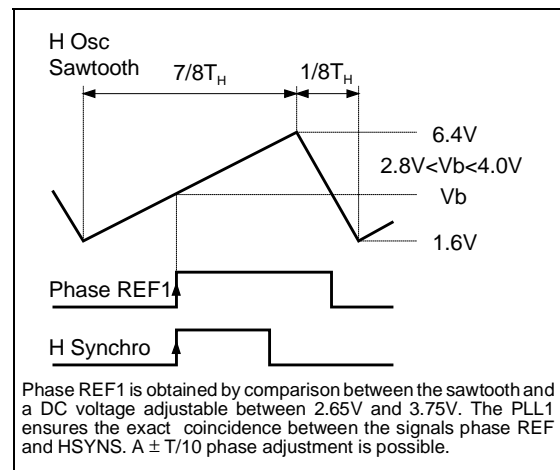 H Osc
Sawtooth
7/8T_H
1/8T_H
6.4V
2.8V<Vb<4.0V
Vb
1.6V
Phase REF1
H Synchro
Phase REF1 is obtained by comparison between the sawtooth and
a DC voltage adjustable between 2.65V and 3.75V. The PLL1
ensures the exact coincidence between the signals phase REF
and HSYNS. A ± T/10 phase adjustment is possible.